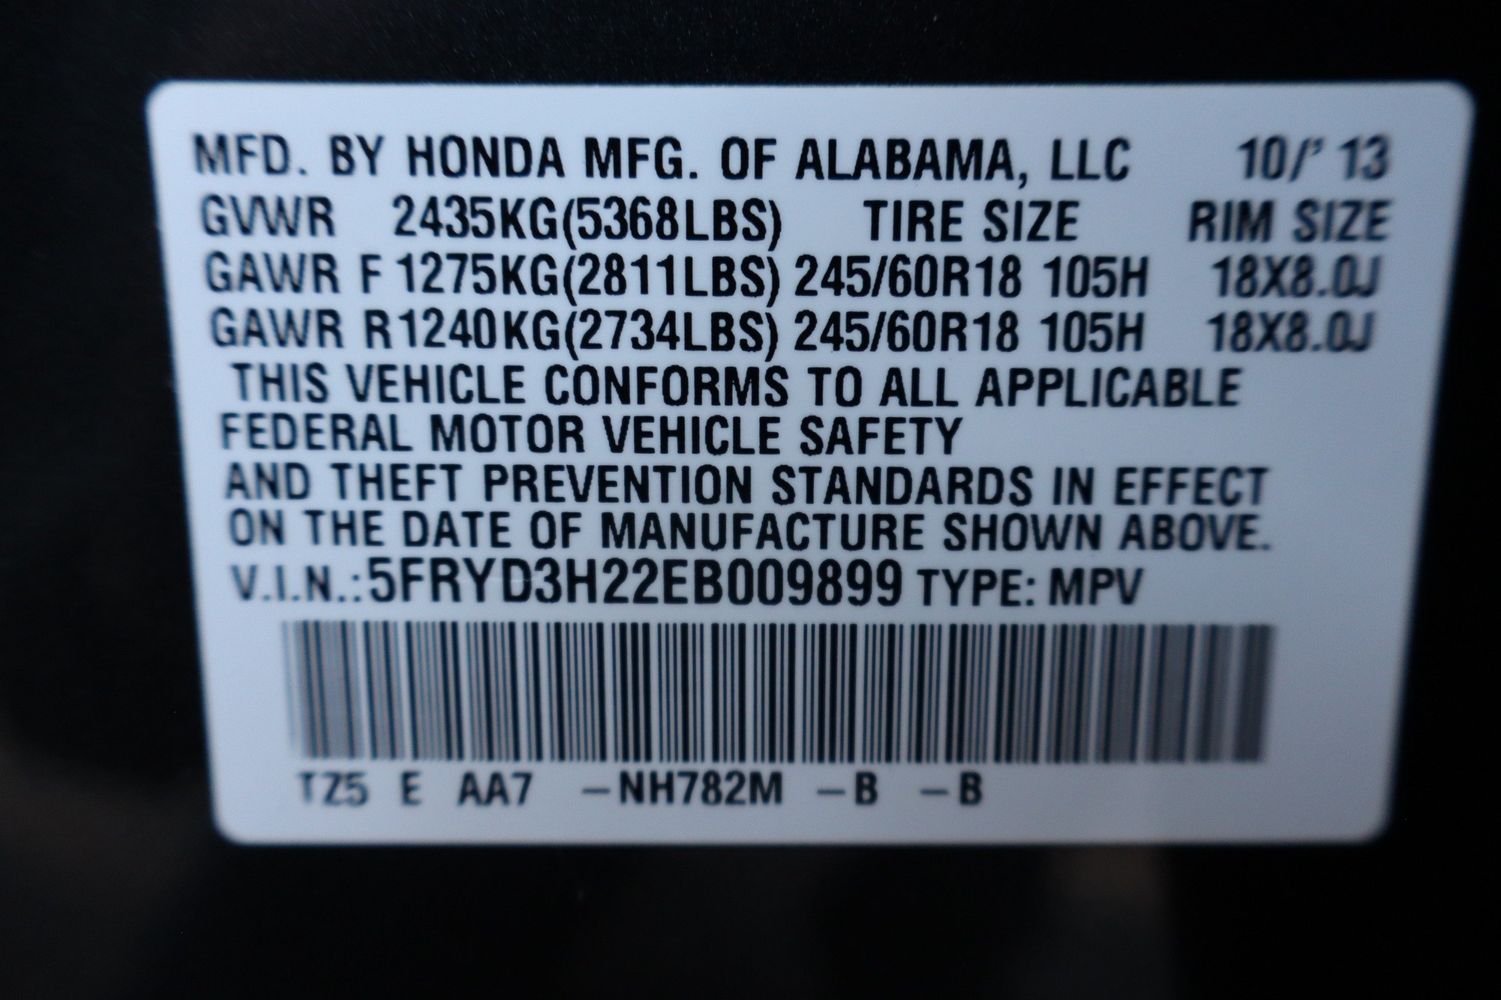 MFD. BY HONDA MFG. OF ALABAMA, LLC 10/' 13
GVWR 2435KG(5368LBS) TIRE SIZE RIM SIZE
GAWR F 1275KG(2811LBS) 245/60R18 105H 18X8.0J
GAWR R 1240KG(2734LBS) 245/60R18 105H 18X8.0J
THIS VEHICLE CONFORMS TO ALL APPLICABLE
FEDERAL MOTOR VEHICLE SAFETY
AND THEFT PREVENTION STANDARDS IN EFFECT
ON THE DATE OF MANUFACTURE SHOWN ABOVE.
V.I.N.: 5FRYD3H22EB009899 TYPE: MPV
TZ5 E AA7 –NH782M –B –B